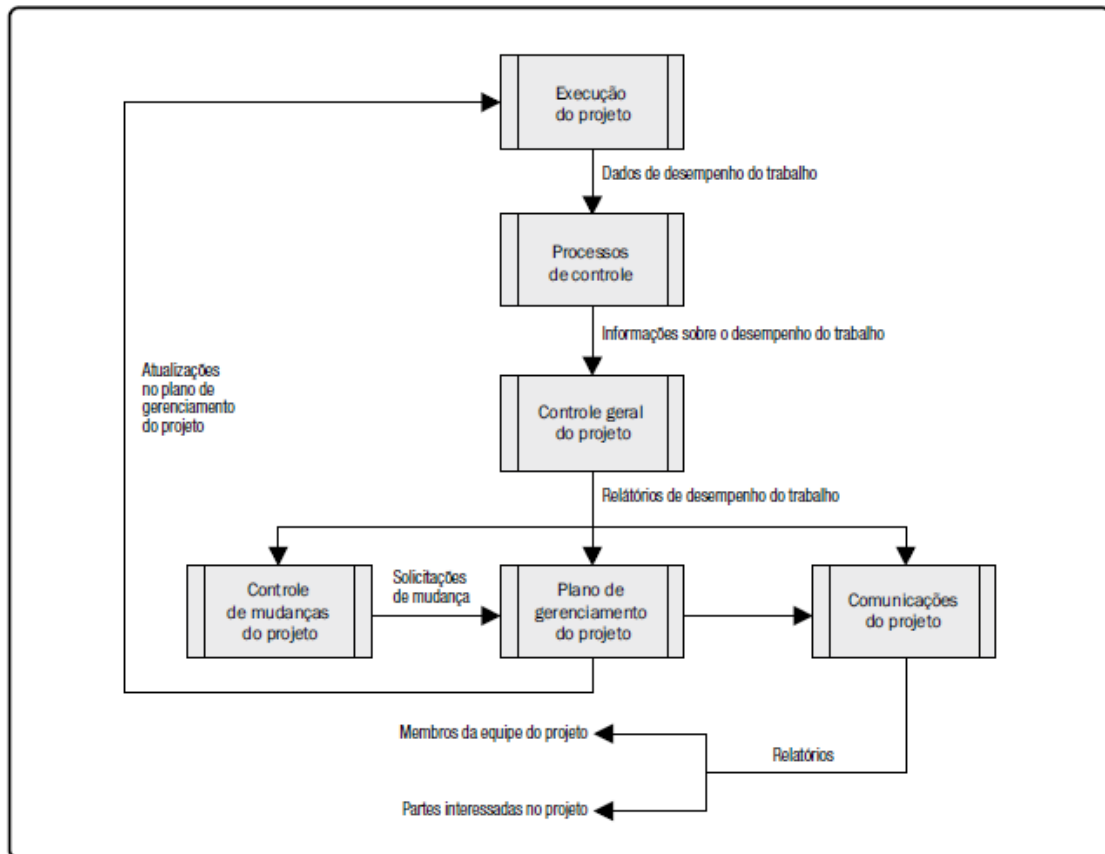 Execução
do projeto
Dados de desempenho do trabalho
Processos
de controle
Informações sobre o desempenho do trabalho
Atualizações
no plano de
gerenciamento
do projeto
Controle geral
do projeto
Relátórios de desempenho do trabalho
Controle
de mudanças
do projeto
Solicitações
de mudança
Plano de
gerenciamento
do projeto
Comunicações
do projeto
Membros da equipe do projeto
Relatórios
Partes interessadas no projeto